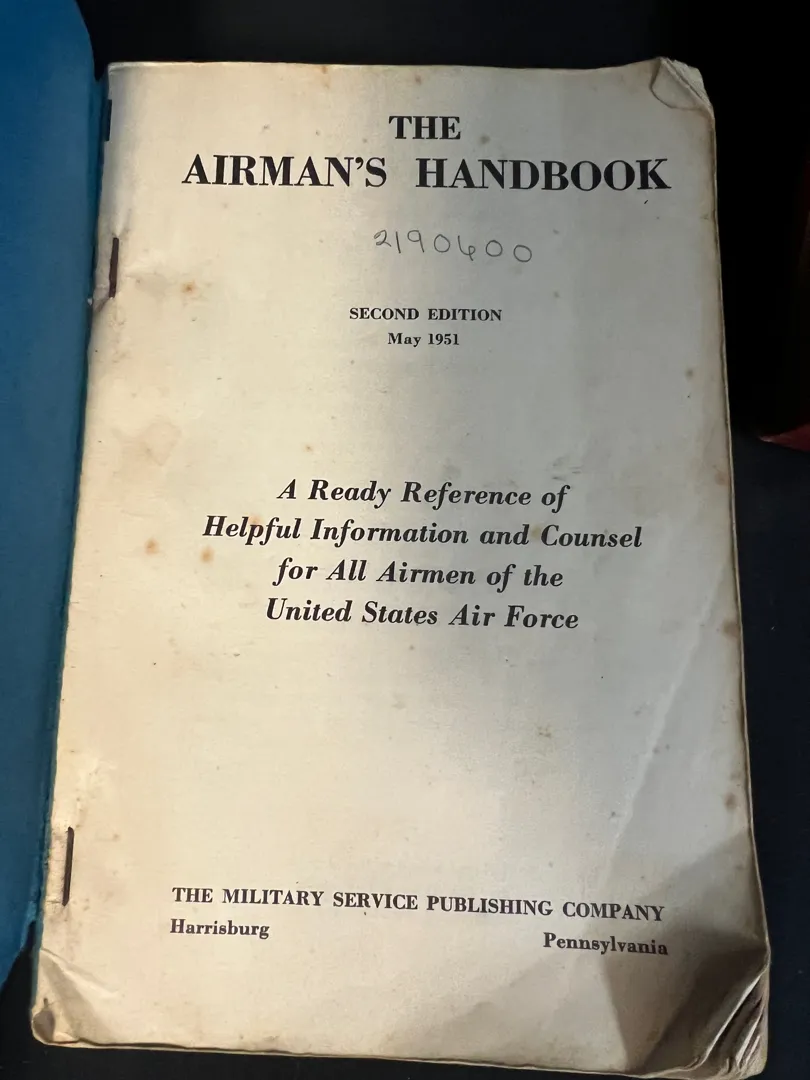 THE
AIRMAN'S HANDBOOK
2190600
SECOND EDITION
May 1951
A Ready Reference of
Helpful Information and Counsel
for All Airmen of the
United States Air Force
THE MILITARY SERVICE PUBLISHING COMPANY
Harrisburg Pennsylvania